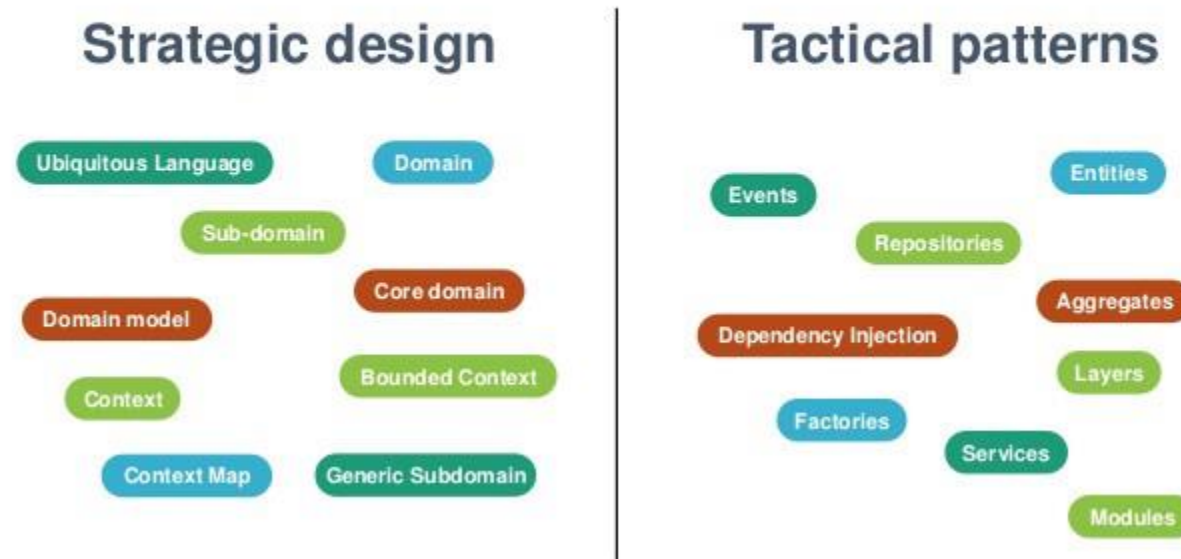 Strategic design
Ubiquitous Language
Domain
Sub-domain
Core domain
Domain model
Bounded Context
Context
Context Map
Generic Subdomain
Tactical patterns
Entities
Events
Repositories
Aggregates
Dependency Injection
Layers
Factories
Services
Modules